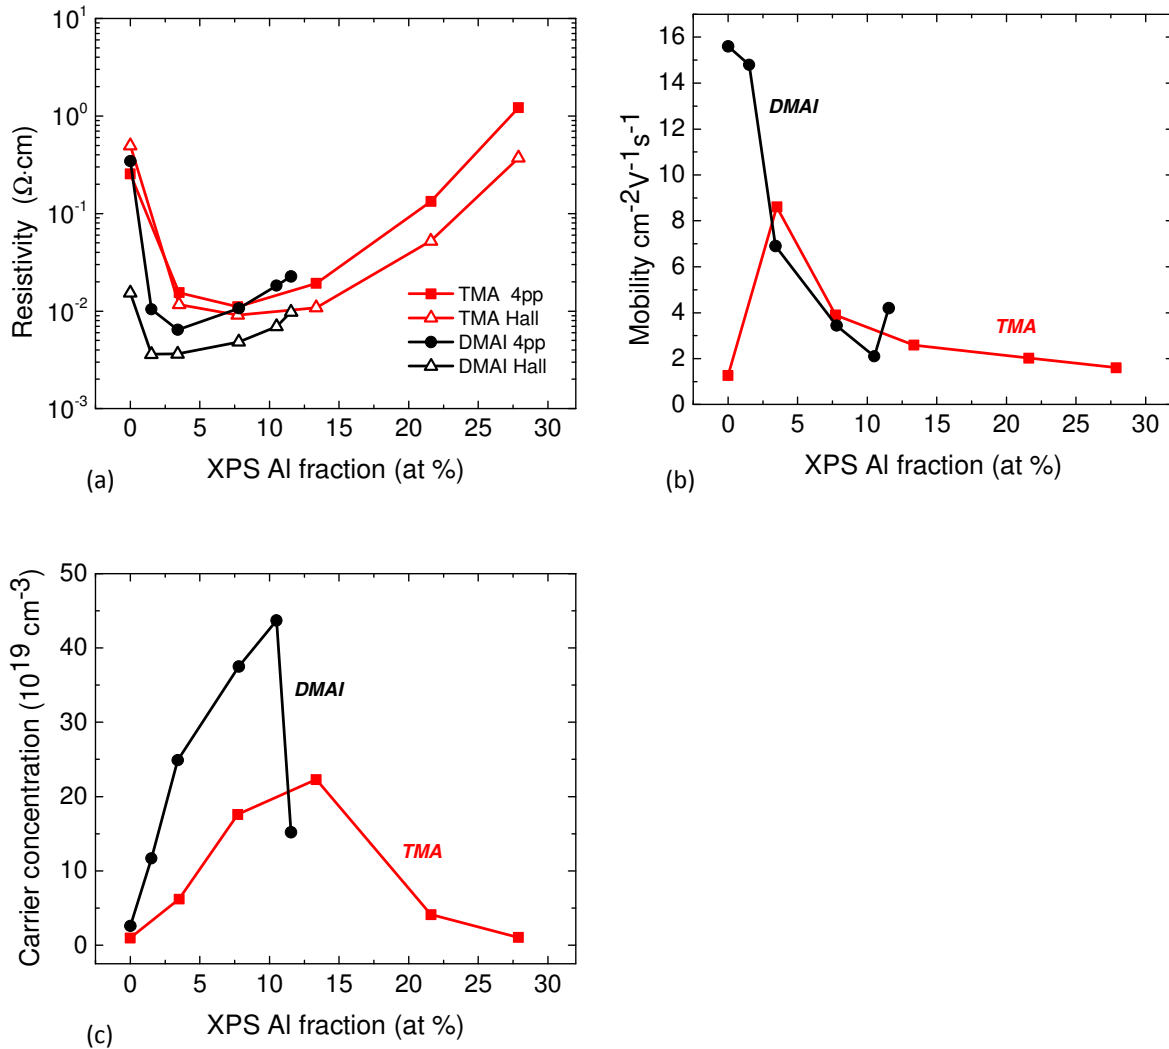 10^1
10^0
10^-1
10^-2
10^-3
Resistivity (Ω·cm)
TMA 4pp
TMA Hall
DMAI 4pp
DMAI Hall
0 5 10 15 20 25 30
XPS Al fraction (at %)
(a)
16
14
12
10
8
6
4
2
0
Mobility cm^-2V^-1s^-1
DMAI
TMA
0 5 10 15 20 25 30
XPS Al fraction (at %)
(b)
50
40
30
20
10
0
Carrier concentration (10^19 cm^-3)
DMAI
TMA
0 5 10 15 20 25 30
XPS Al fraction (at %)
(c)